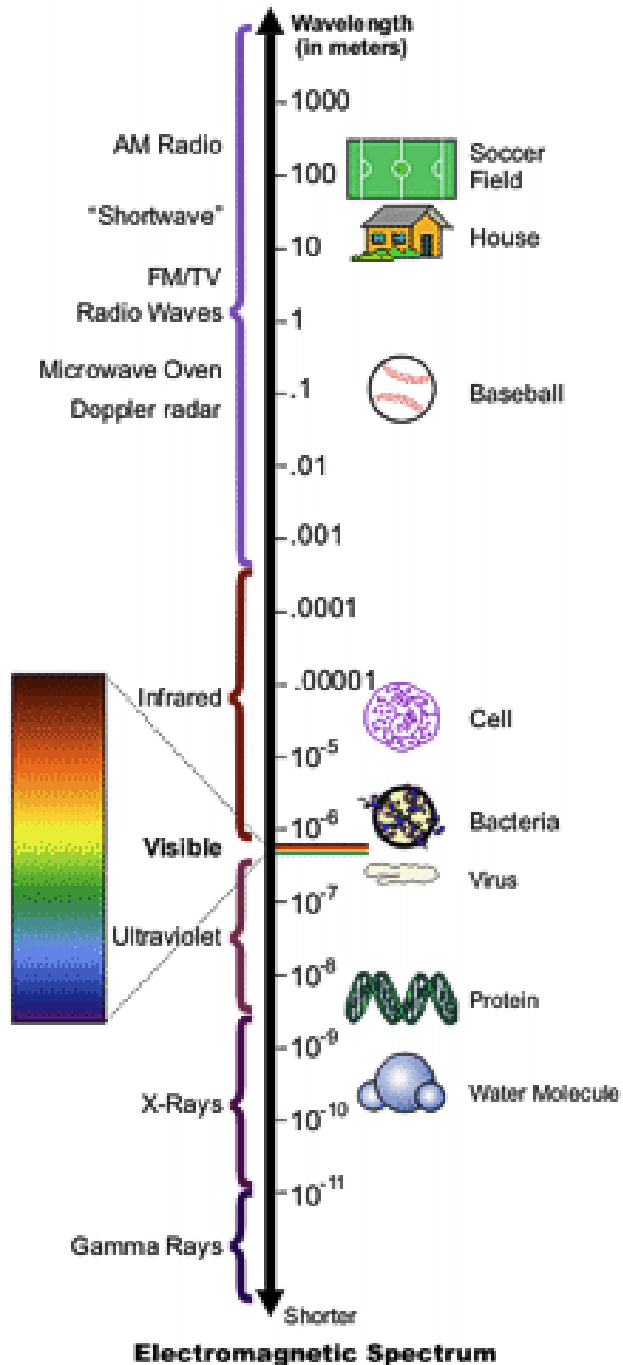 Wavelength
(in meters)
1000
AM Radio
Soccer
Field
100
“Shortwave”
House
10
FM/TV
Radio Waves
1
Microwave Oven
.1
Baseball
Doppler radar
.01
.001
.0001
.00001
Infrared
Cell
10-5
Bacteria
10-6
Visible
Virus
10-7
Ultraviolet
10-8
Protein
10-9
Water Molecule
X-Rays
10-10
10-11
Gamma Rays
Shorter
Electromagnetic Spectrum